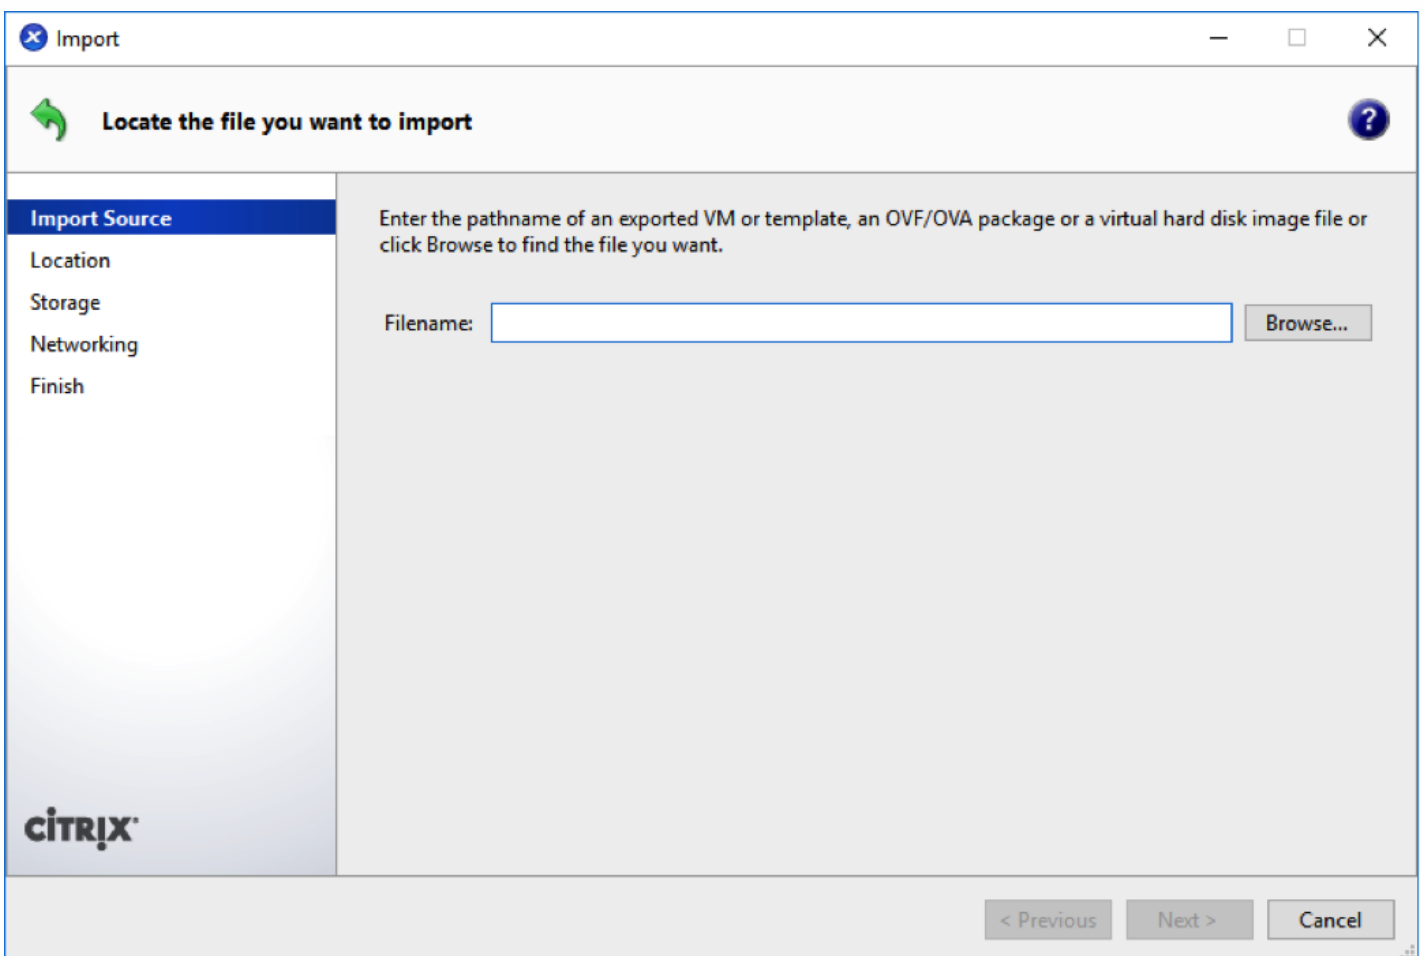 Import
Locate the file you want to import
?
Import Source
Location
Storage
Networking
Finish
Enter the pathname of an exported VM or template, an OVF/OVA package or a virtual hard disk image file or
click Browse to find the file you want.
Filename:
Browse...
CİTRIX
< Previous
Next >
Cancel